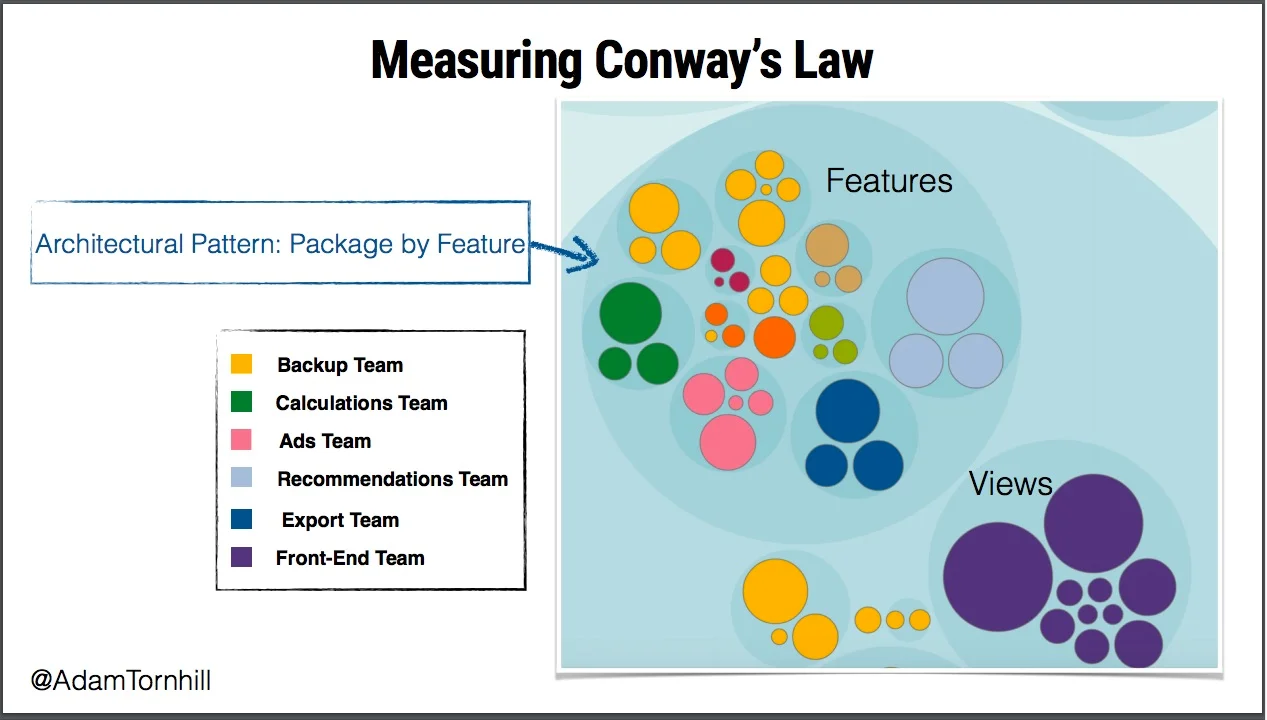 Measuring Conway's Law
Features
Architectural Pattern: Package by Feature
Backup Team
Calculations Team
Ads Team
Recommendations Team
Export Team
Front-End Team
Views
@AdamTornhill